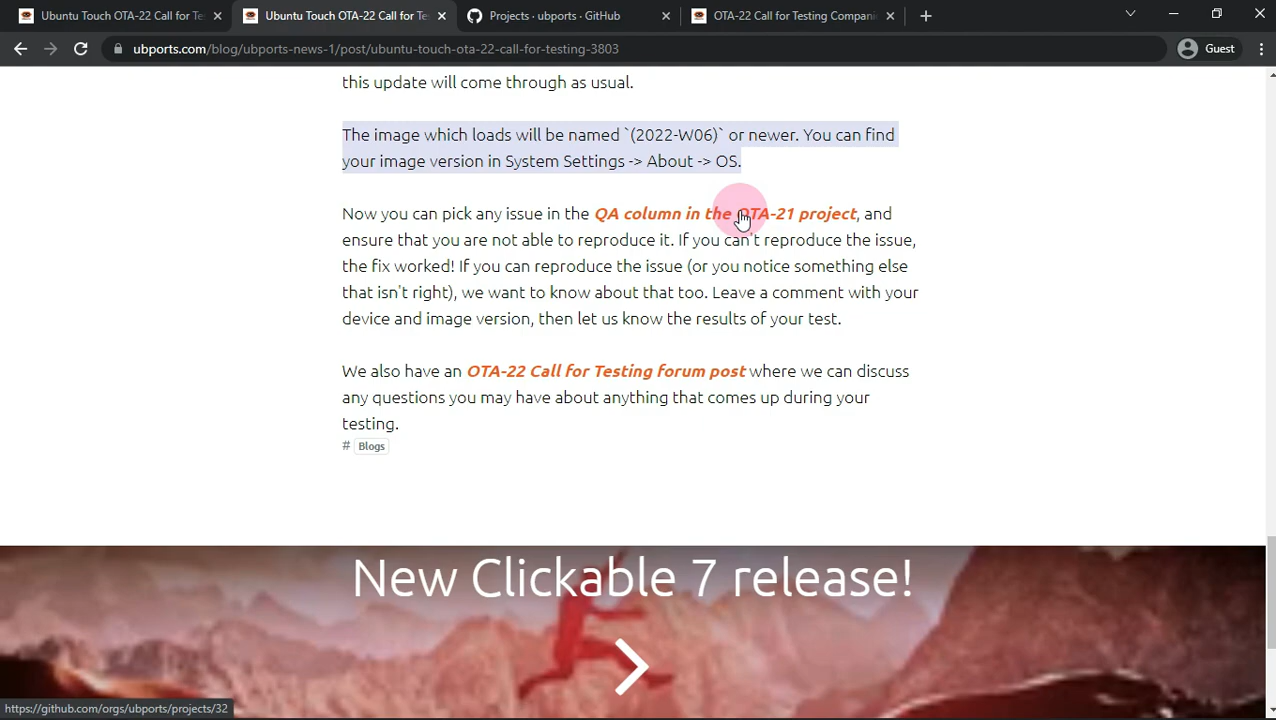 Ubuntu Touch OTA-22 Call for Te
Ubuntu Touch OTA-22 Call for Te
Projects · ubports · GitHub
OTA-22 Call for Testing Compani
ubports.com/blog/ubports-news-1/post/ubuntu-touch-ota-22-call-for-testing-3803
Guest
this update will come through as usual.
The image which loads will be named `(2022-W06)` or newer. You can find
your image version in System Settings -> About -> OS.
Now you can pick any issue in the QA column in the OTA-21 project, and
ensure that you are not able to reproduce it. If you can't reproduce the issue,
the fix worked! If you can reproduce the issue (or you notice something else
that isn't right), we want to know about that too. Leave a comment with your
device and image version, then let us know the results of your test.
We also have an OTA-22 Call for Testing forum post where we can discuss
any questions you may have about anything that comes up during your
testing.
# Blogs
New Clickable 7 release!
https://github.com/orgs/ubports/projects/32